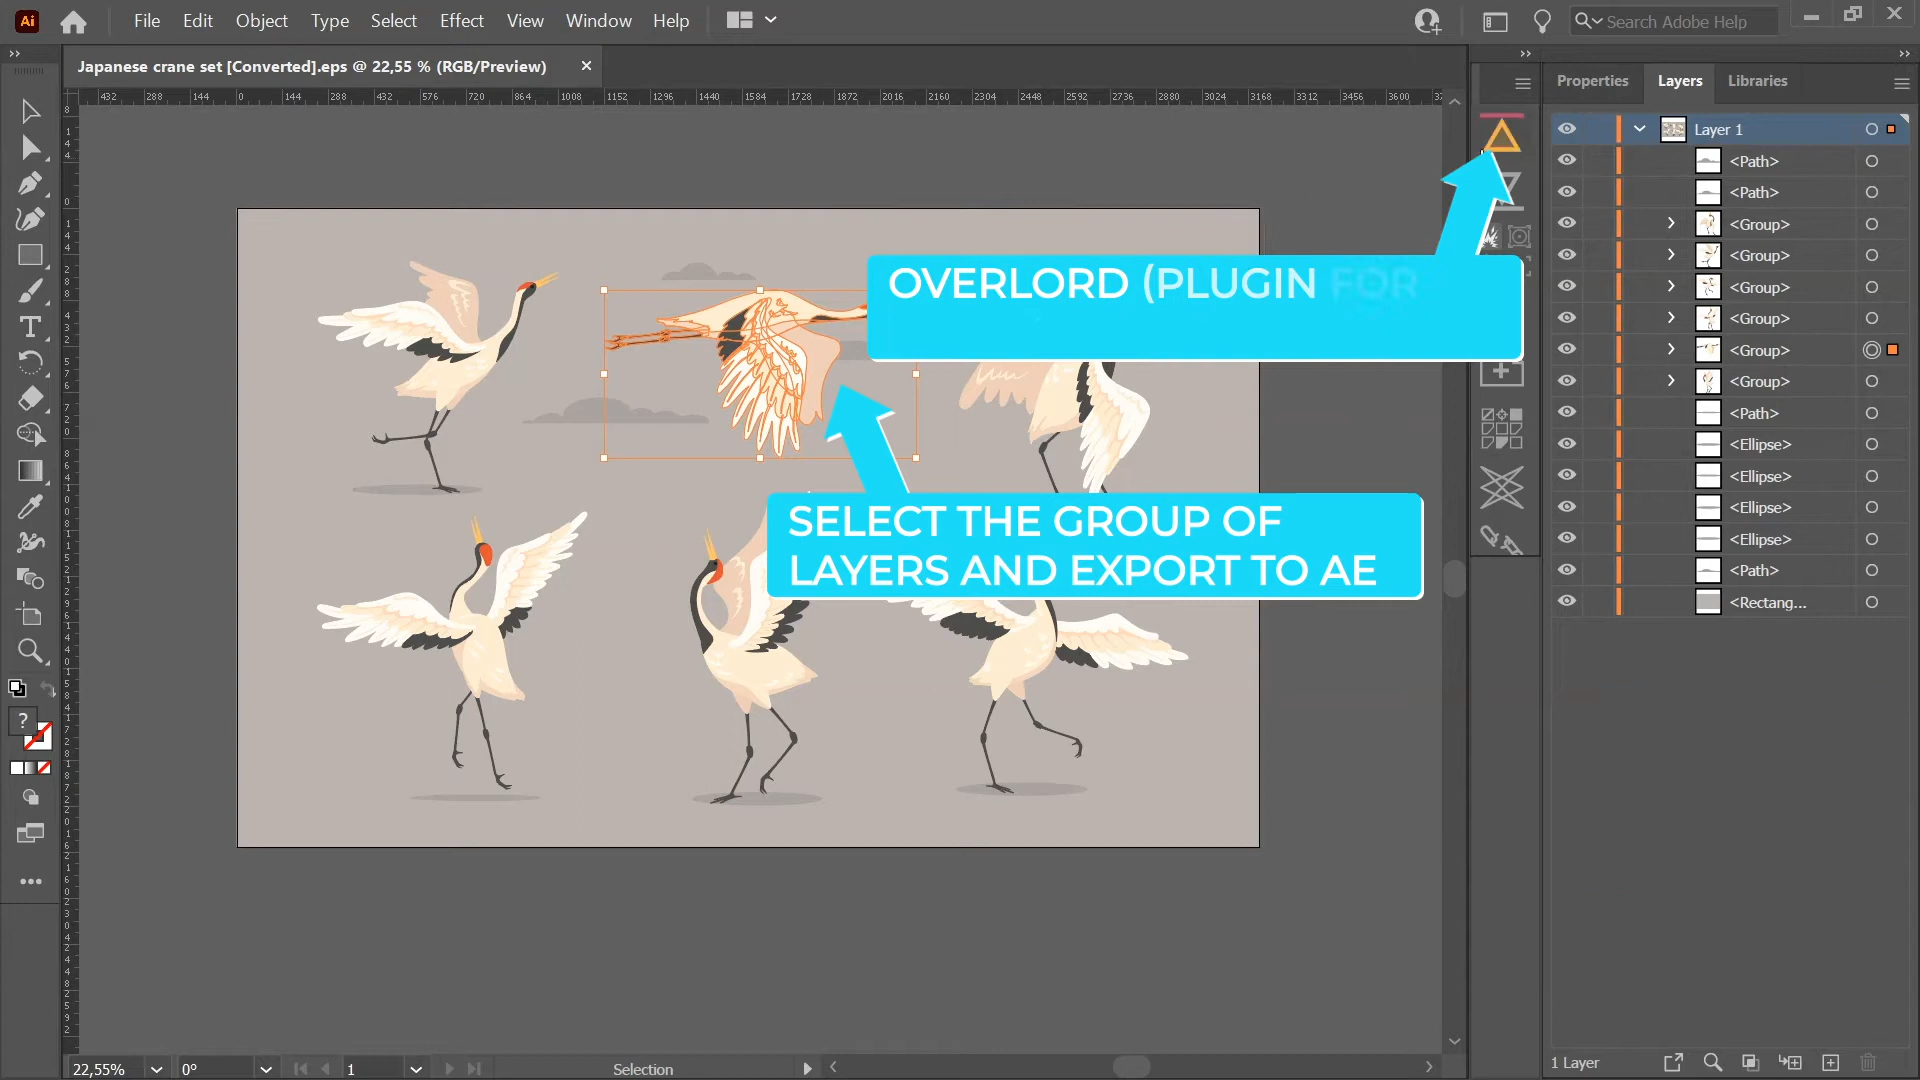 Ai File Edit Object Type Select Effect View Window Help Search Adobe Help
Japanese crane set [Converted].eps @ 22,55 % (RGB/Preview)
432 288 144 0 144 288 432 576 720 864 1008 1152 1296 1440 1584 1728 1872 2016 2160 2304 2448 2592 2736 2880 3024 3168 3312 3456 3600
Properties Layers Libraries
Layer 1
<Path>
<Path>
<Group>
<Group>
<Group>
<Group>
<Group>
<Group>
<Path>
<Ellipse>
<Ellipse>
<Ellipse>
<Ellipse>
<Path>
<Rectang...
OVERLORD (PLUGIN FOR
SELECT THE GROUP OF
LAYERS AND EXPORT TO AE
?
22,55% 0° 1 Selection
1 Layer